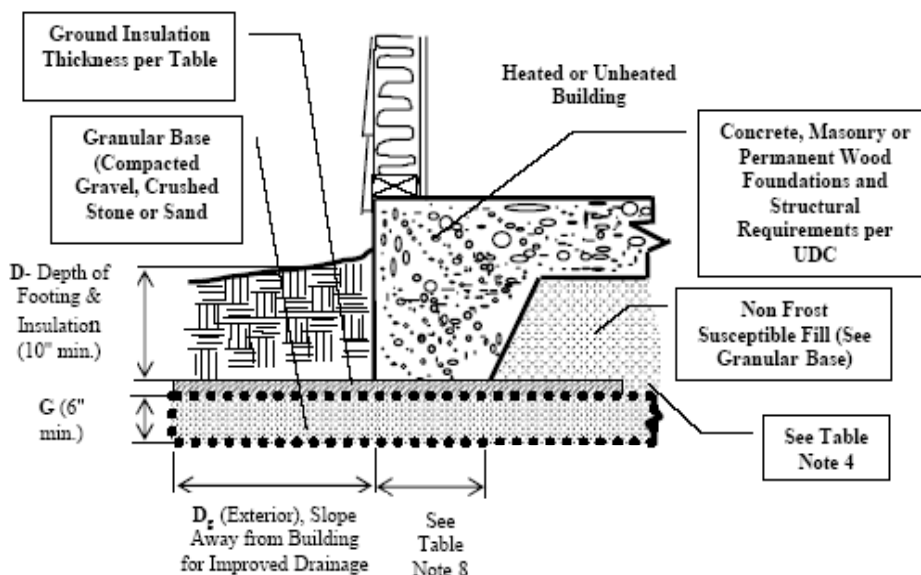 Ground Insulation
Thickness per Table
Granular Base
(Compacted
Gravel, Crushed
Stone or Sand
D- Depth of
Footing &
Insulation
(10" min.)
G (6"
min.)
Heated or Unheated
Building
Concrete, Masonry or
Permanent Wood
Foundations and
Structural
Requirements per
UDC
Non Frost
Susceptible Fill (See
Granular Base)
See Table
Note 4
Dg (Exterior), Slope
Away from Building
for Improved Drainage
See
Table
Note 8